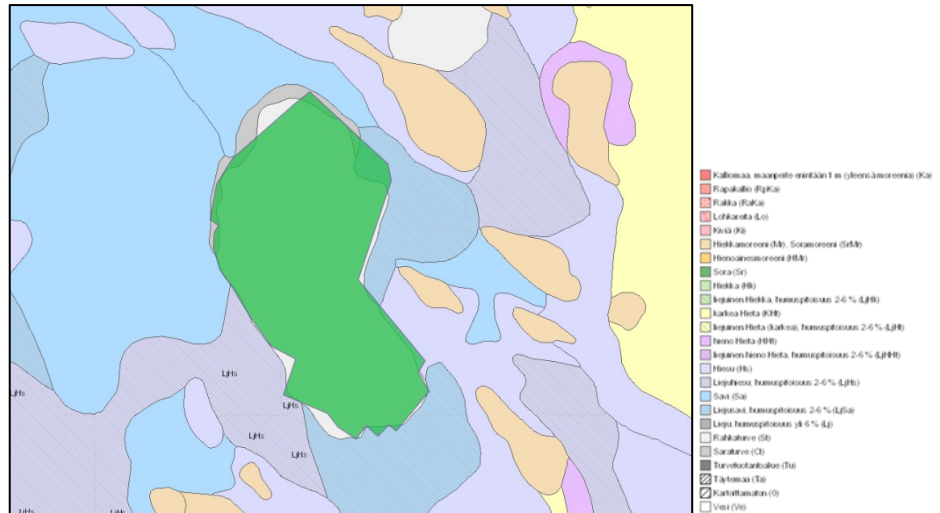 LjHs
LjHs
LjHs
LjHs
LjHs
LjHs
LjHs
Kalliomaa, maanpeite enintään 1 m (yleensä moreenia) (Ka)
Rapakallio (RpKa)
Rakka (RaKa)
Lohkareita (Lo)
Kiviä (Ki)
Hiekkamoreeni (Mr), Soramoreeni (SrMr)
Hienoainesmoreeni (HMr)
Sora (Sr)
Hiekka (Hk)
liejuinen Hiekka, humuspitoisuus 2-6 % (LjHk)
karkea Hieta (KHt)
liejuinen Hieta (karkea), humuspitoisuus 2-6 % (LjHt)
hieno Hieta (HHt)
liejuinen hieno Hieta, humuspitoisuus 2-6 % (LjHHt)
Hiesu (Hs)
Liejuhiesu, humuspitoisuus 2-6 % (LjHs)
Savi (Sa)
Liejusavi, humuspitoisuus 2-6 % (LjSa)
Lieju, humuspitoisuus yli 6 % (Lj)
Rahkaturve (St)
Saraturve (Ct)
Turvetuotantoalue (Tu)
Täytemaa (Ta)
Kartoittamaton (0)
Vesi (Ve)